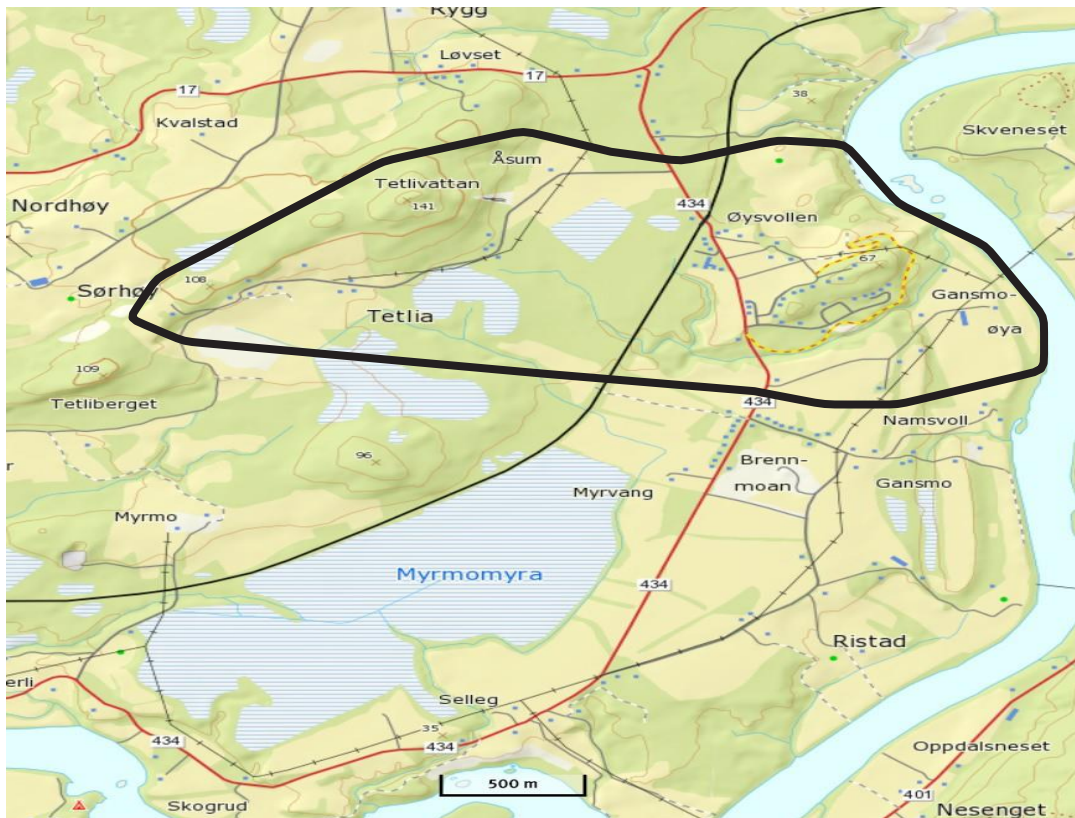 Rygg
Løvset
17
17
38
Kvalstad
Skveneset
Åsum
Tetlivattan
141
Nordhøy
434
Øysvollen
67
108
Sørhøy
Gansmo-
øya
Tetlia
109
Tetliberget
434
Namsvoll
96
Brenn-
moan
Gansmo
Myrvang
Myrmo
Myrmomyra
434
Ristad
erli
Selleg
35
434
434
Oppdalsneset
500 m
401
Skogrud
Nesenget